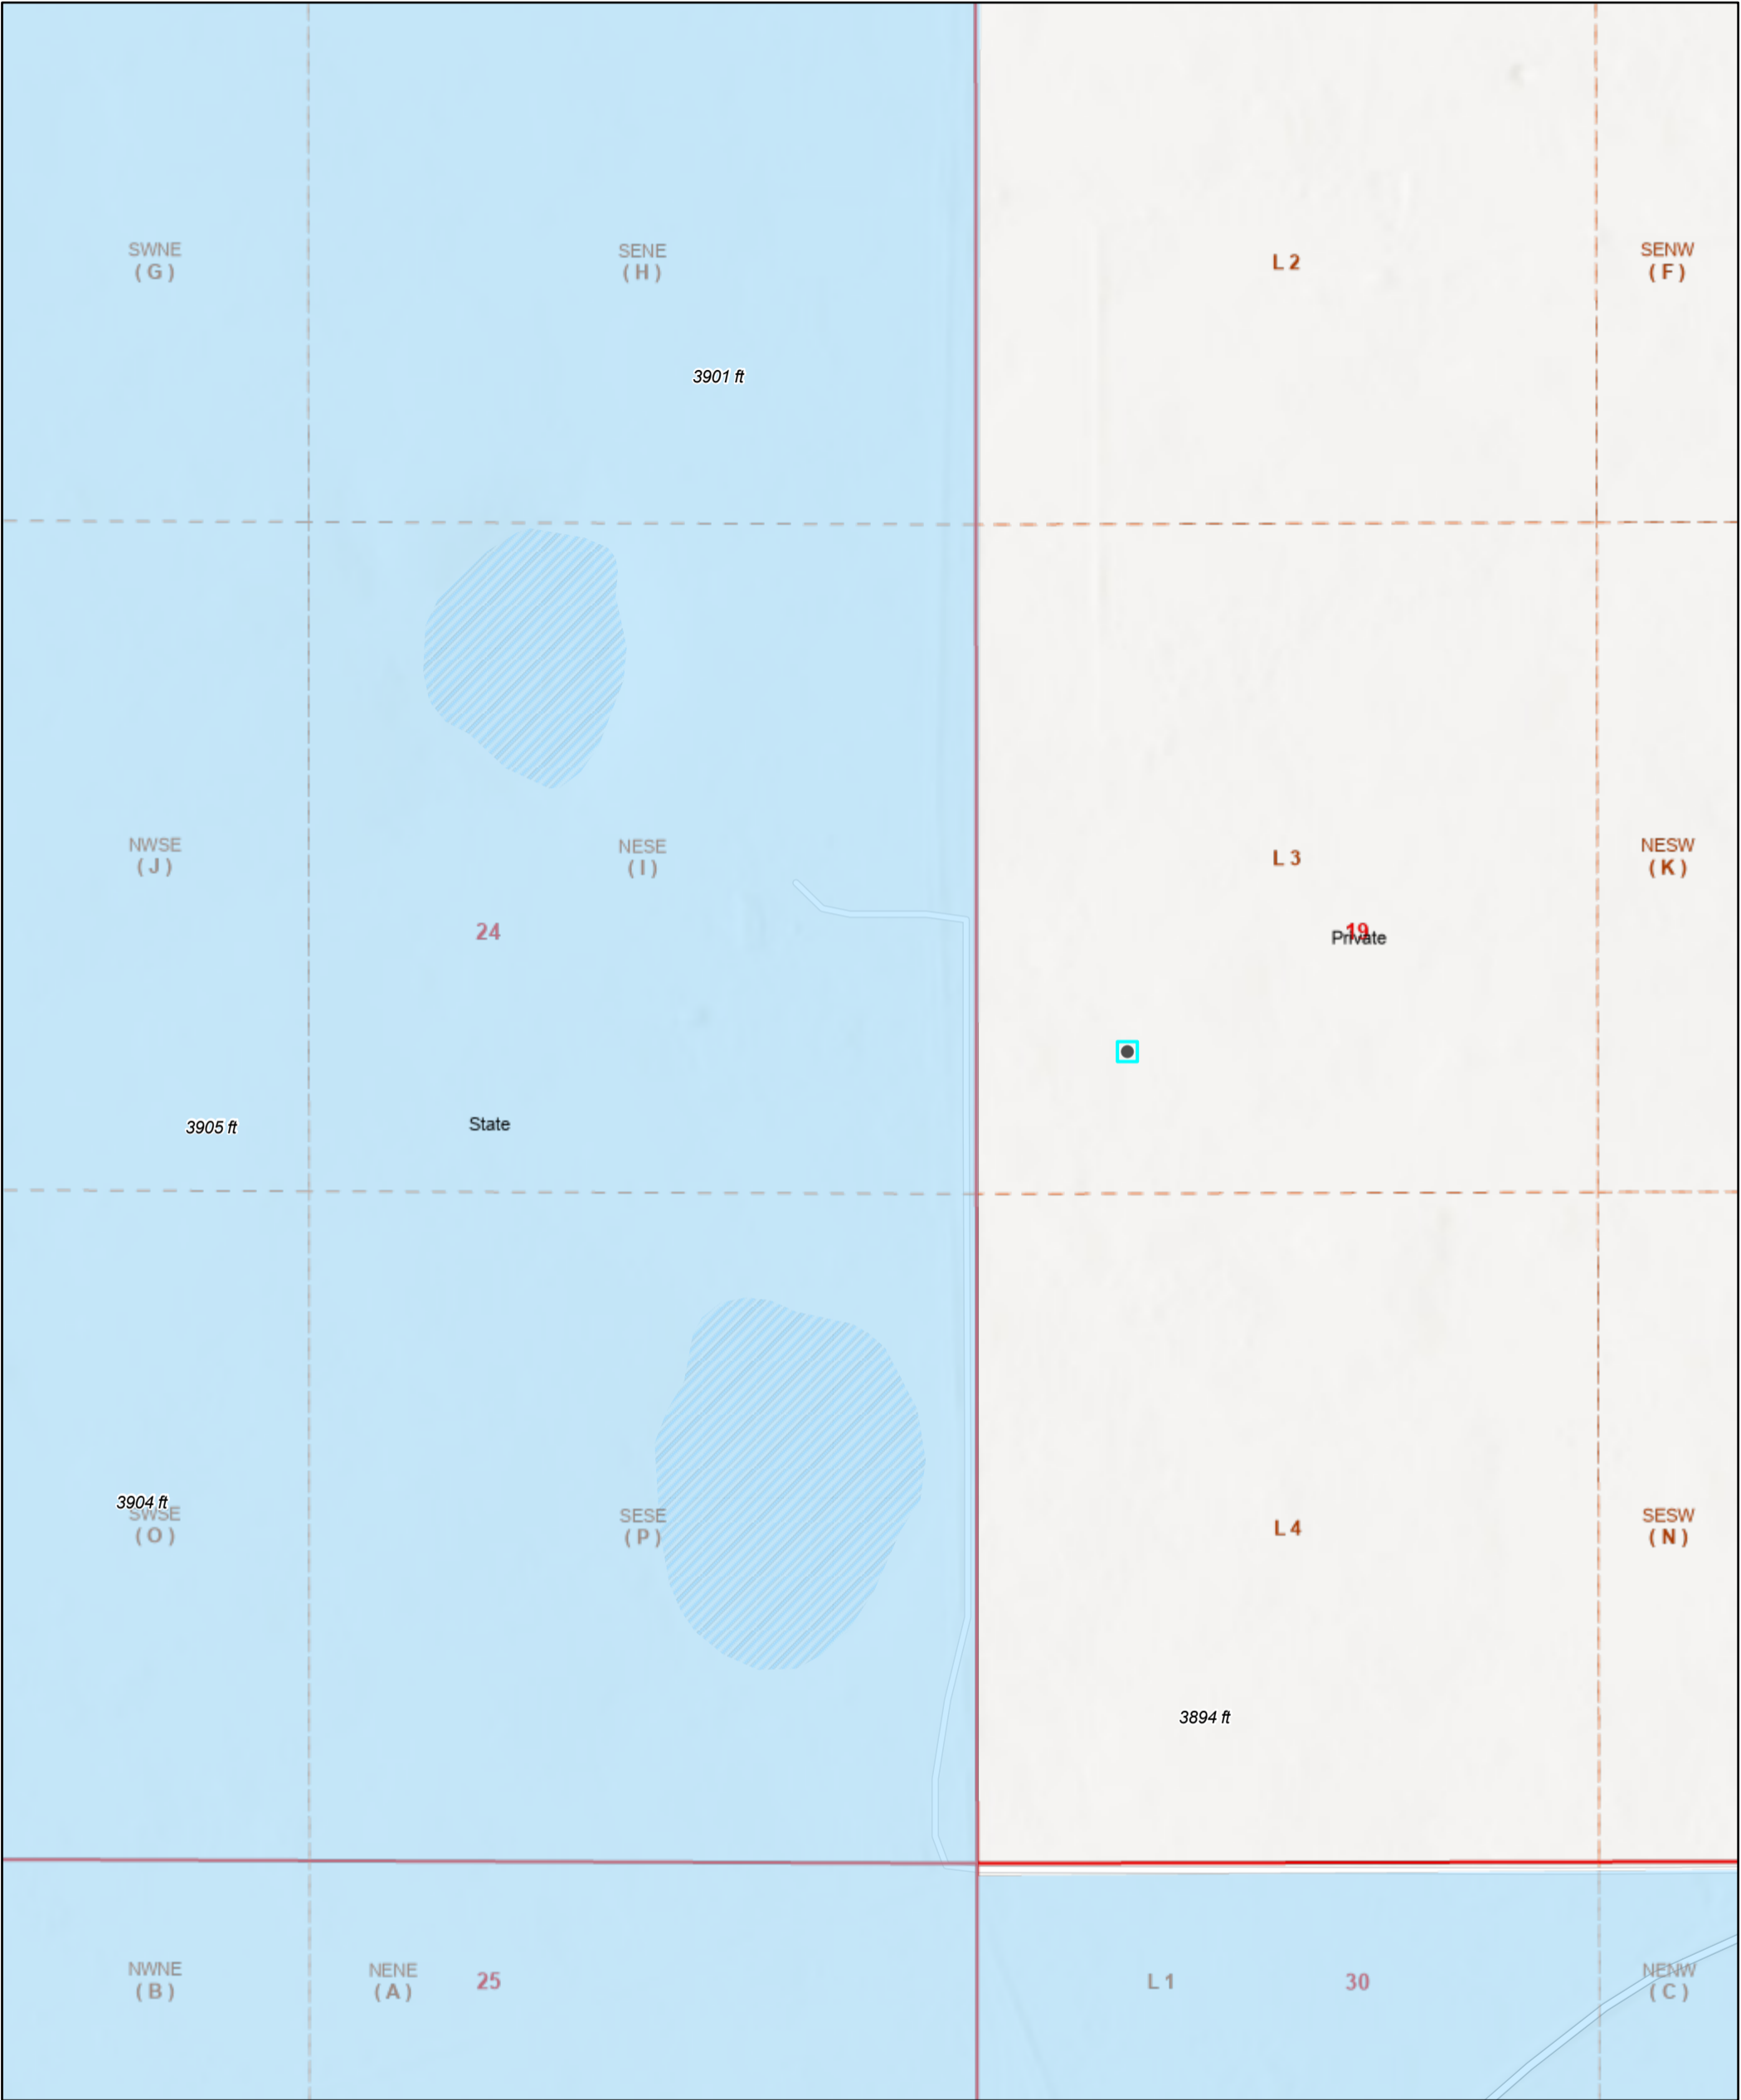 SWNE
( G )
SENE
( H )
L 2
SENW
( F )
3901 ft
NWSE
( J )
NESE
( I )
L 3
NESW
( K )
24
19
Private
3905 ft
State
3904 ft
SWSE
( O )
SESE
( P )
L 4
SESW
( N )
3894 ft
NWNE
( B )
NENE
( A )
25
L 1
30
NENW
( C )